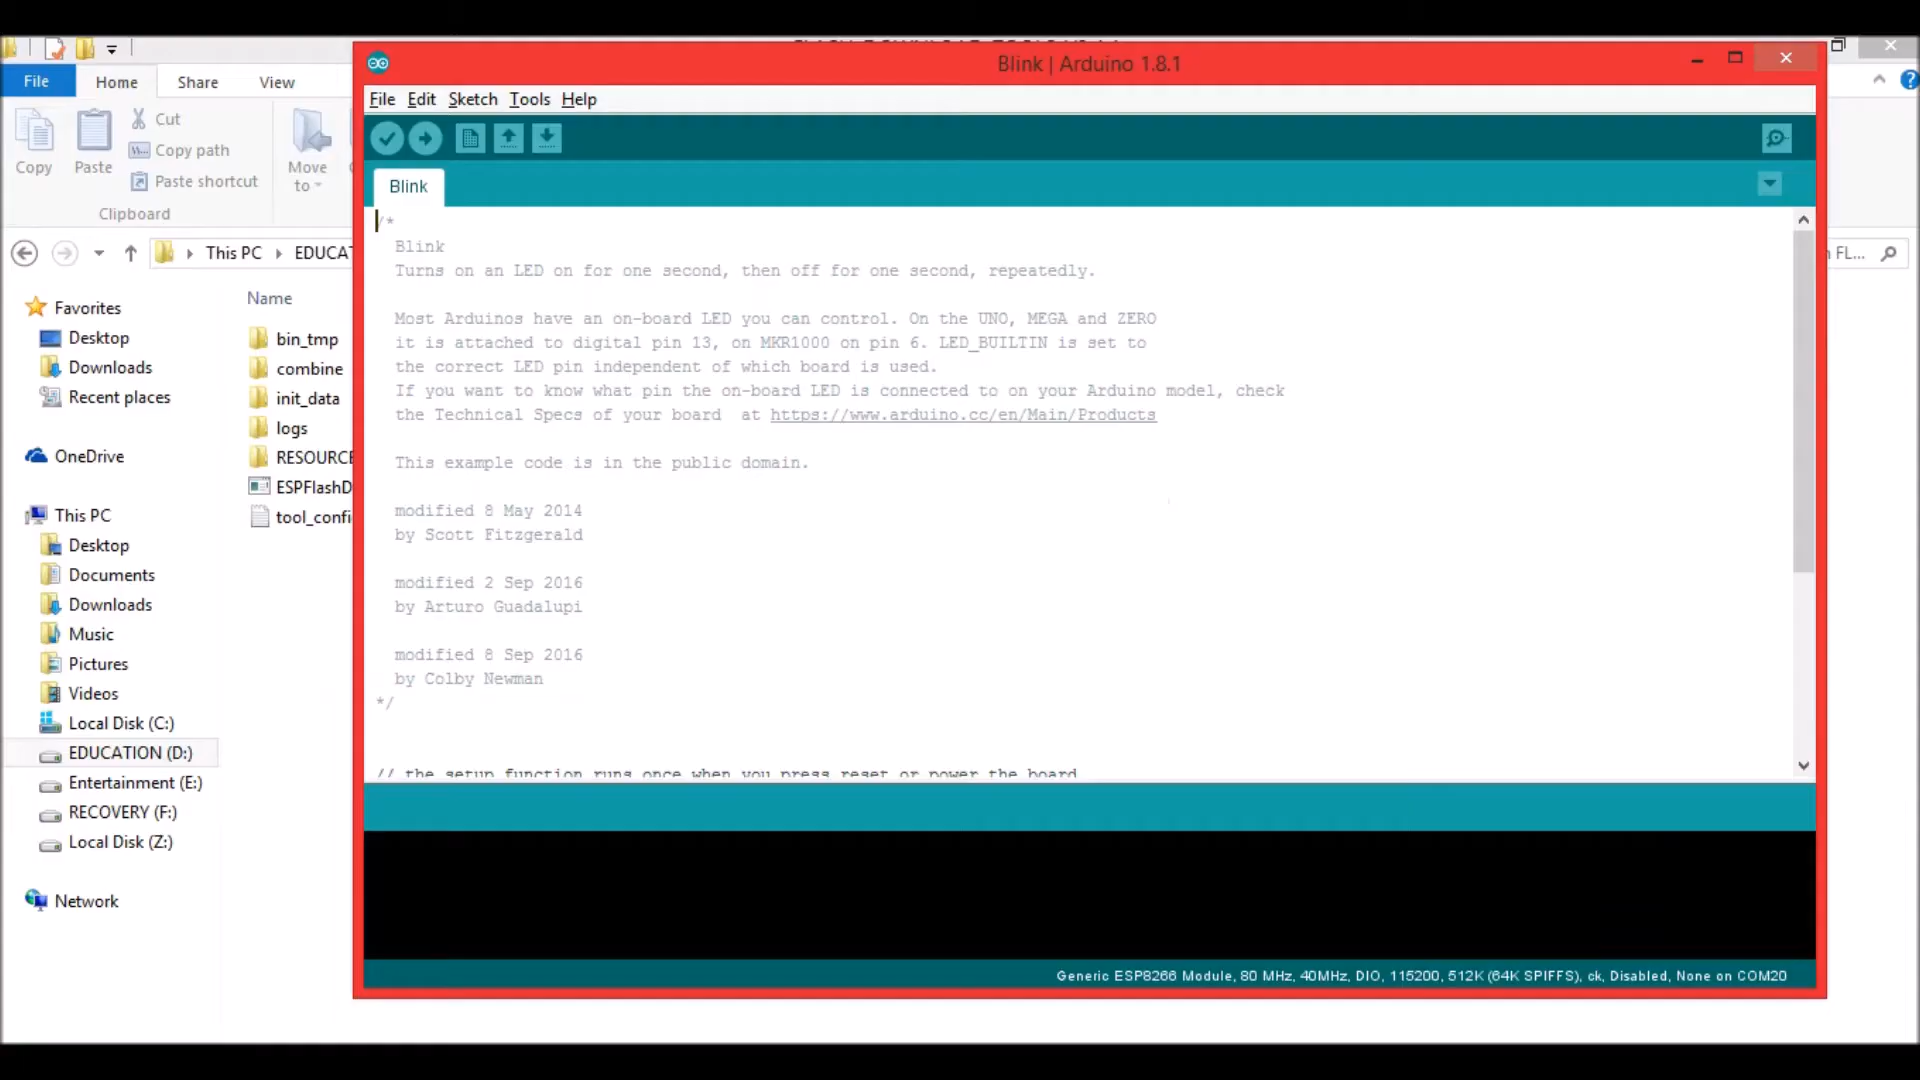 File
Home
Share
View
Copy
Paste
Cut
Copy path
Paste shortcut
Move
to
Clipboard
This PC
FL...
Favorites
Desktop
Downloads
Recent places
OneDrive
This PC
Desktop
Documents
Downloads
Music
Pictures
Videos
Local Disk (C:)
EDUCATION (D:)
Entertainment (E:)
RECOVERY (F:)
Local Disk (Z:)
Network
Name
bin_tmp
combine
init_data
logs
Blink | Arduino 1.8.1
File Edit Sketch Tools Help
Blink
/*
Blink
Turns on an LED on for one second, then off for one second, repeatedly.
Most Arduinos have an on-board LED you can control. On the UNO, MEGA and ZERO
it is attached to digital pin 13, on MKR1000 on pin 6. LED_BUILTIN is set to
the correct LED pin independent of which board is used.
If you want to know what pin the on-board LED is connected to on your Arduino model, check
the Technical Specs of your board at https://www.arduino.cc/en/Main/Products
This example code is in the public domain.
modified 8 May 2014
by Scott Fitzgerald
modified 2 Sep 2016
by Arturo Guadalupi
modified 8 Sep 2016
by Colby Newman
*/
// the setup function runs once when you press reset or power the board
Generic ESP8266 Module, 80 MHz, 40MHz, DIO, 115200, 512K (64K SPIFFS), ck, Disabled, None on COM20